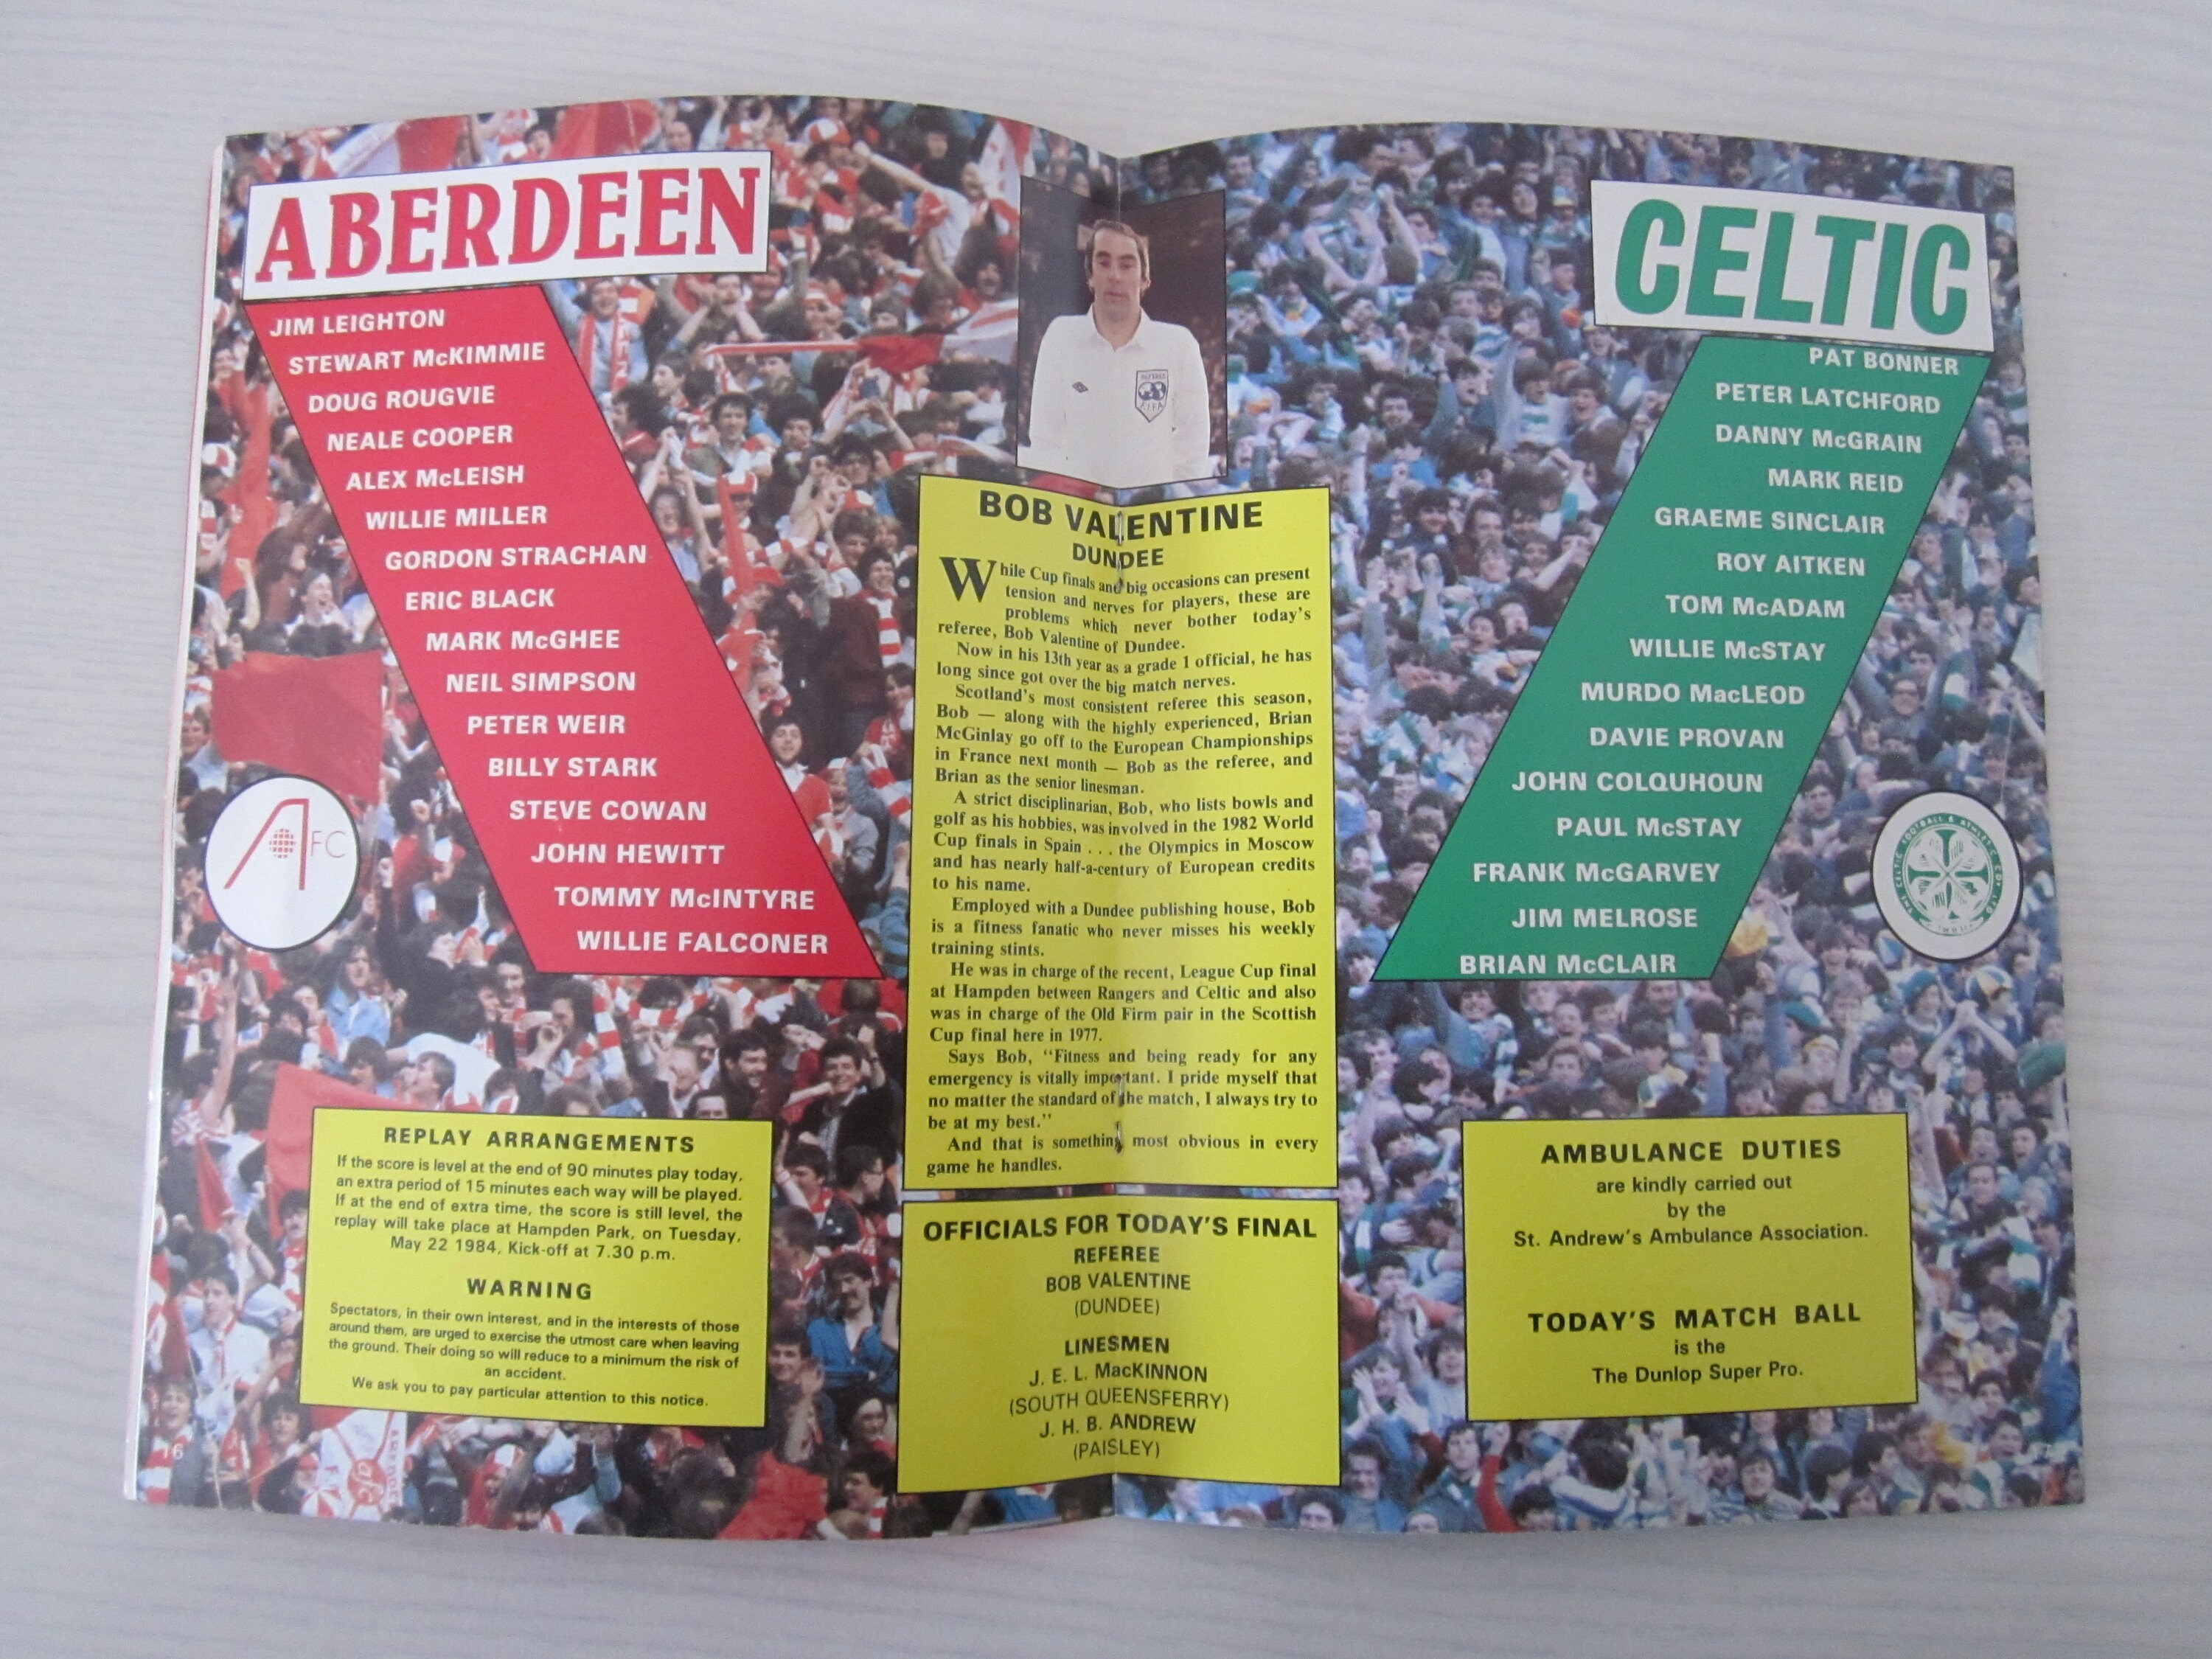 ABERDEEN
JIM LEIGHTON
STEWART McKIMMIE
DOUG ROUGVIE
NEALE COOPER
ALEX McLEISH
WILLIE MILLER
GORDON STRACHAN
ERIC BLACK
MARK McGHEE
NEIL SIMPSON
PETER WEIR
BILLY STARK
STEVE COWAN
JOHN HEWITT
TOMMY McINTYRE
WILLIE FALCONER
AFC
REPLAY ARRANGEMENTS
If the score is level at the end of 90 minutes play today,
an extra period of 15 minutes each way will be played.
If at the end of extra time, the score is still level, the
replay will take place at Hampden Park, on Tuesday,
May 22 1984, Kick-off at 7.30 p.m.
WARNING
Spectators, in their own interest, and in the interests of those
around them, are urged to exercise the utmost care when leaving
the ground. Their doing so will reduce to a minimum the risk of
an accident.
We ask you to pay particular attention to this notice.
16
FIFA
BOB VALENTINE
DUNDEE
While Cup finals and big occasions can present
tension and nerves for players, these are
problems which never bother today's
referee, Bob Valentine of Dundee.
Now in his 13th year as a grade 1 official, he has
long since got over the big match nerves.
Scotland's most consistent referee this season,
Bob — along with the highly experienced, Brian
McGinlay go off to the European Championships
in France next month — Bob as the referee, and
Brian as the senior linesman.
A strict disciplinarian, Bob, who lists bowls and
golf as his hobbies, was involved in the 1982 World
Cup finals in Spain . . . the Olympics in Moscow
and has nearly half-a-century of European credits
to his name.
Employed with a Dundee publishing house, Bob
is a fitness fanatic who never misses his weekly
training stints.
He was in charge of the recent, League Cup final
at Hampden between Rangers and Celtic and also
was in charge of the Old Firm pair in the Scottish
Cup final here in 1977.
Says Bob, “Fitness and being ready for any
emergency is vitally important. I pride myself that
no matter the standard of the match, I always try to
be at my best.”
And that is something most obvious in every
game he handles.
OFFICIALS FOR TODAY'S FINAL
REFEREE
BOB VALENTINE
(DUNDEE)
LINESMEN
J. E. L. MacKINNON
(SOUTH QUEENSFERRY)
J. H. B. ANDREW
(PAISLEY)
CELTIC
PAT BONNER
PETER LATCHFORD
DANNY McGRAIN
MARK REID
GRAEME SINCLAIR
ROY AITKEN
TOM McADAM
WILLIE McSTAY
MURDO MacLEOD
DAVIE PROVAN
JOHN COLQUHOUN
PAUL McSTAY
FRANK McGARVEY
JIM MELROSE
BRIAN McCLAIR
THE CELTIC FOOTBALL & ATHLETIC COY LTD
AMBULANCE DUTIES
are kindly carried out
by the
St. Andrew's Ambulance Association.
TODAY'S MATCH BALL
is the
The Dunlop Super Pro.